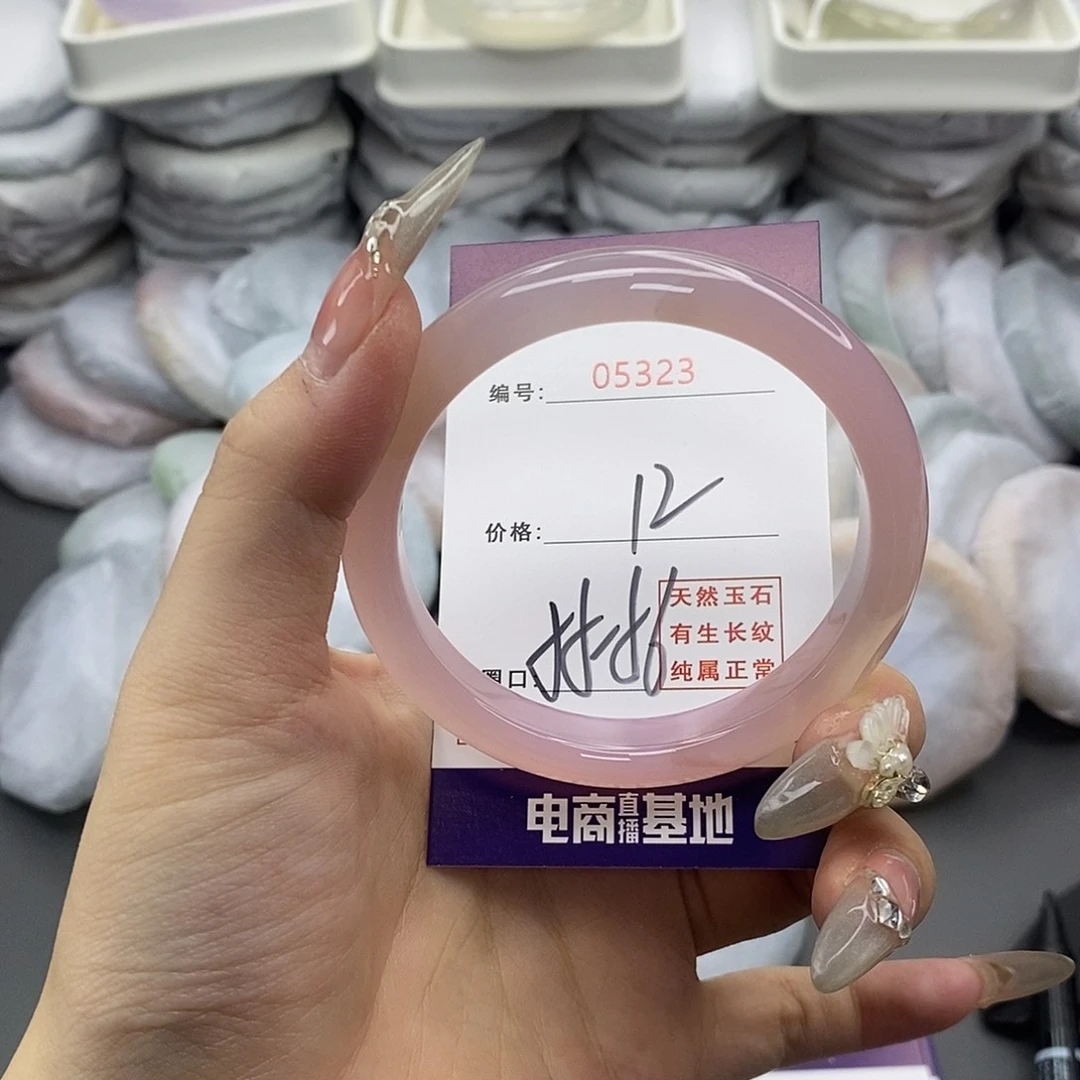 编号: 05323
价格: 12
圈口:
天然玉石
有生长纹
纯属正常
电商直播基地